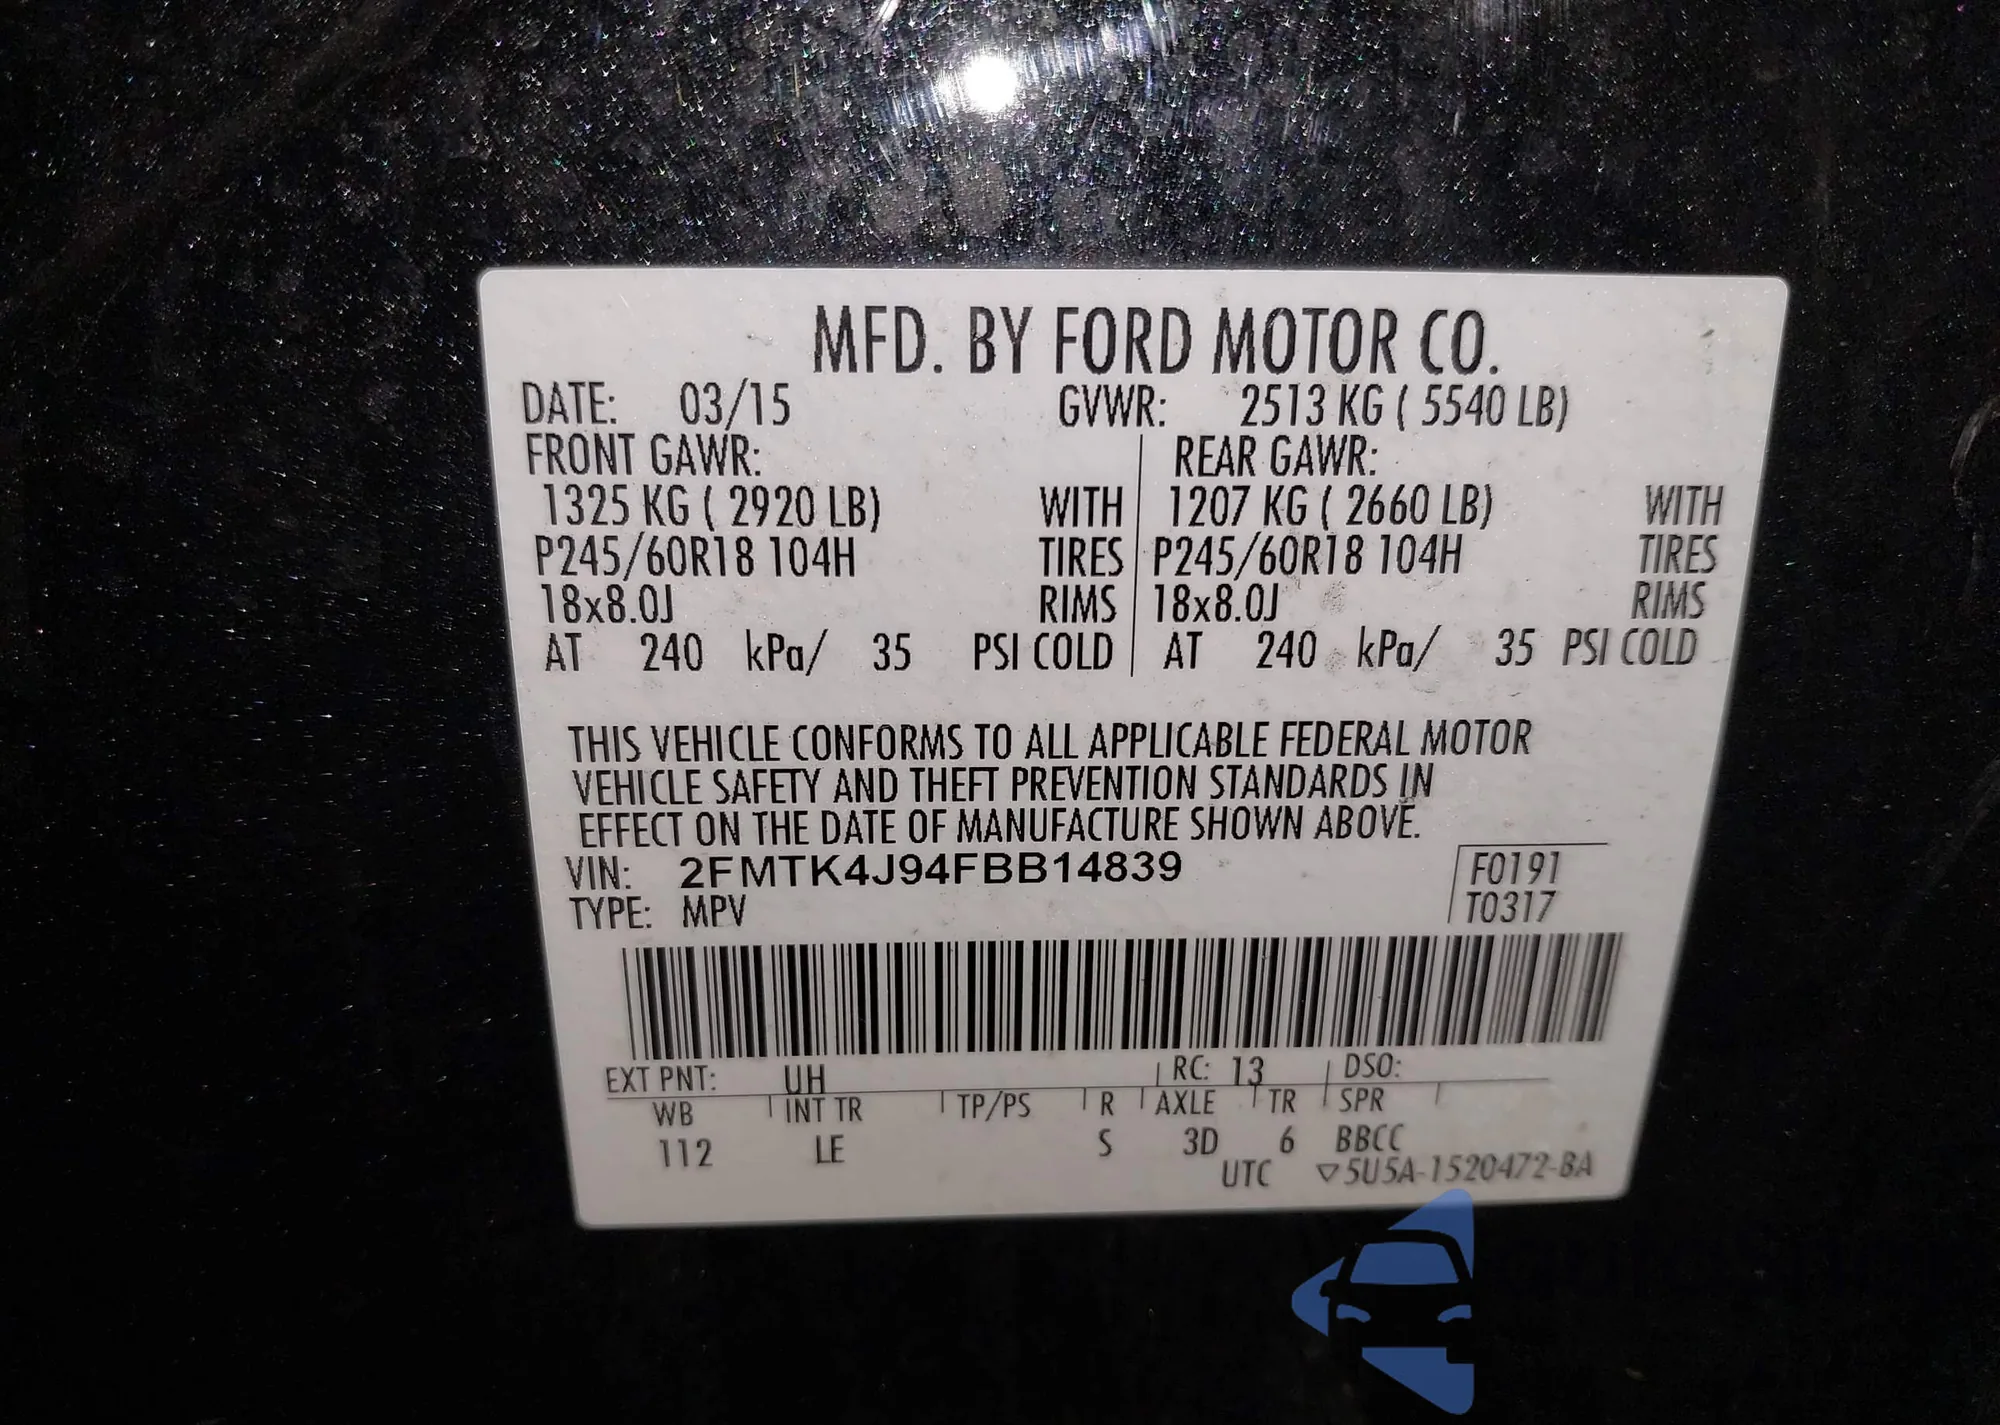 MFD. BY FORD MOTOR CO.
DATE: 03/15 GVWR: 2513 KG ( 5540 LB)
FRONT GAWR: REAR GAWR:
1325 KG ( 2920 LB) WITH 1207 KG ( 2660 LB) WITH
P245/60R18 104H TIRES P245/60R18 104H TIRES
18x8.0J RIMS 18x8.0J RIMS
AT 240 kPa/ 35 PSI COLD AT 240 kPa/ 35 PSI COLD
THIS VEHICLE CONFORMS TO ALL APPLICABLE FEDERAL MOTOR
VEHICLE SAFETY AND THEFT PREVENTION STANDARDS IN
EFFECT ON THE DATE OF MANUFACTURE SHOWN ABOVE.
VIN: 2FMTK4J94FBB14839 F0191
TYPE: MPV T0317
EXT PNT: UH RC: 13 DSO:
WB INT TR TP/PS R AXLE TR SPR
112 LE S 3D 6 BBCC
UTC ▽5U5A-1520472-BA